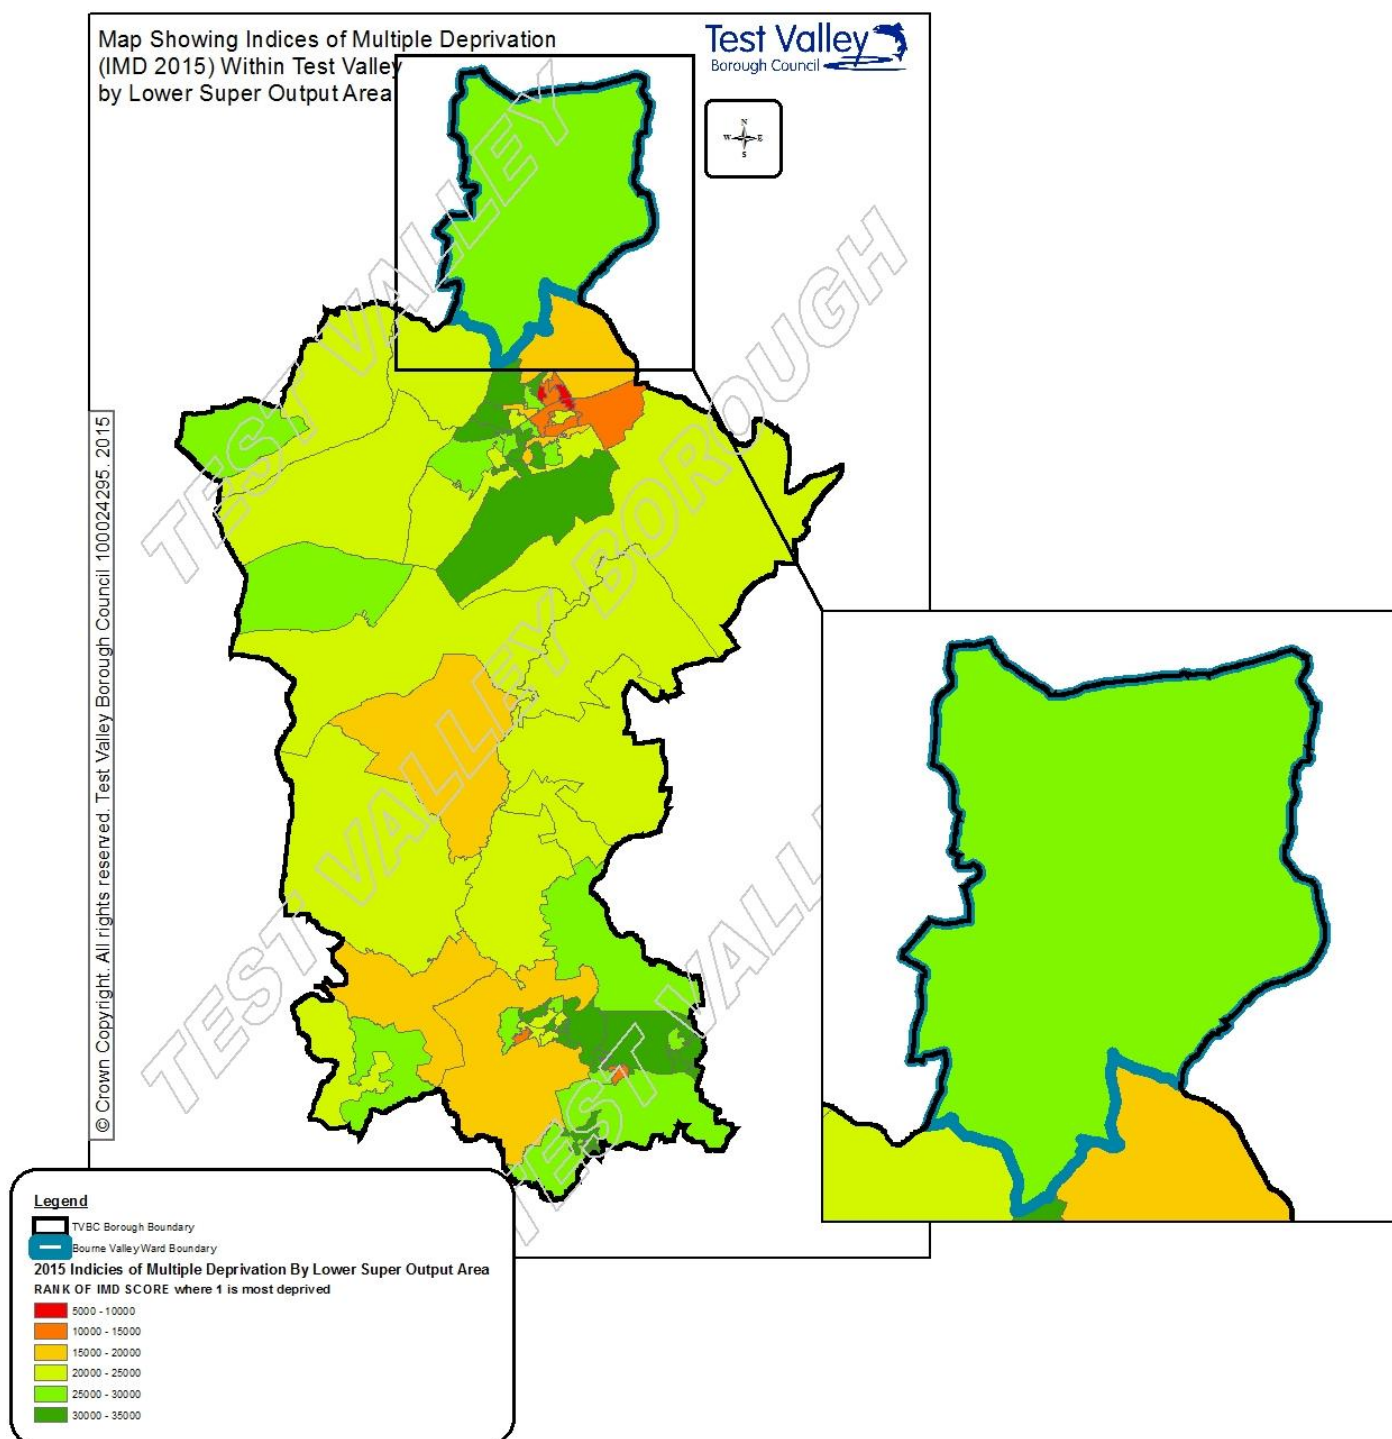 Map Showing Indices of Multiple Deprivation
(IMD 2015) Within Test Valley
by Lower Super Output Area
Test Valley
Borough Council
N
W E
S
TEST VALLEY
TEST VALLEY BOROUGH
TEST VALLEY
TEST VALL
© Crown Copyright. All rights reserved. Test Valley Borough Council 100024295. 2015
Legend
TVBC Borough Boundary
Bourne Valley Ward Boundary
2015 Indicies of Multiple Deprivation By Lower Super Output Area
RANK OF IMD SCORE where 1 is most deprived
5000 - 10000
10000 - 15000
15000 - 20000
20000 - 25000
25000 - 30000
30000 - 35000